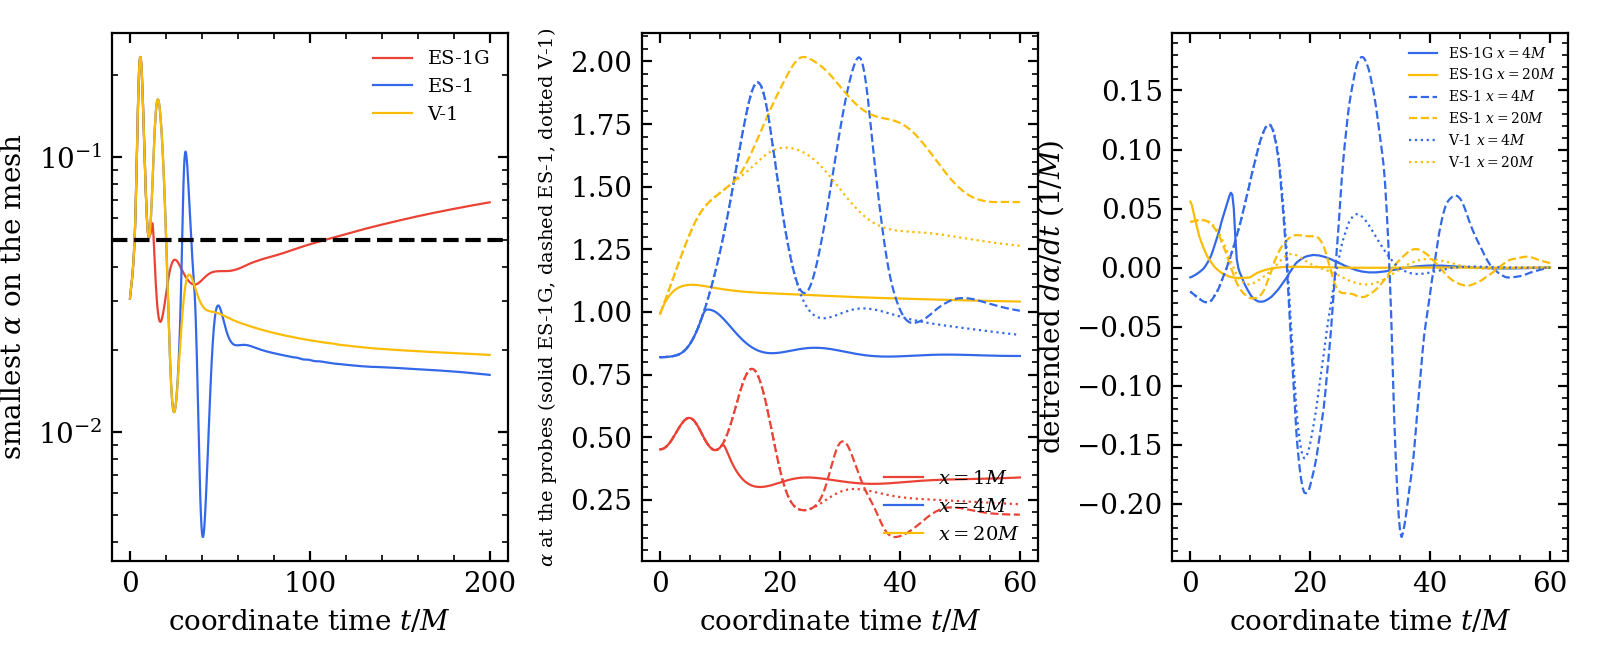 smallest α on the mesh
10⁻¹
10⁻²
0
100
200
coordinate time t/M
ES-1G
ES-1
V-1
α at the probes (solid ES-1G, dashed ES-1, dotted V-1)
2.00
1.75
1.50
1.25
1.00
0.75
0.50
0.25
0
20
40
60
coordinate time t/M
x = 1M
x = 4M
x = 20M
detrended dα/dt (1/M)
0.15
0.10
0.05
0.00
−0.05
−0.10
−0.15
−0.20
0
20
40
60
coordinate time t/M
ES-1G x = 4M
ES-1G x = 20M
ES-1 x = 4M
ES-1 x = 20M
V-1 x = 4M
V-1 x = 20M